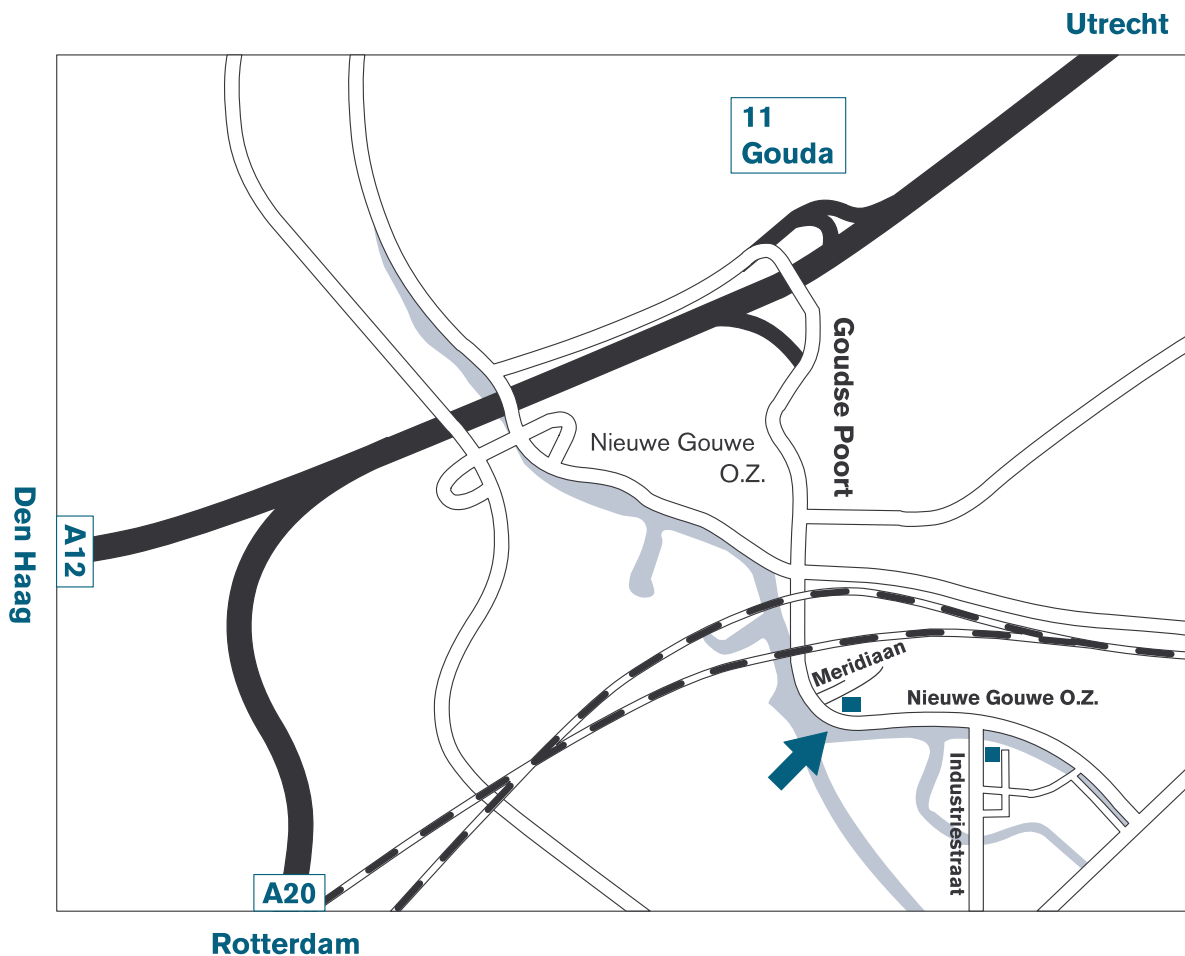 Utrecht
11
Gouda
Goudse Poort
Nieuwe Gouwe
O.Z.
Den Haag
A12
Meridiaan
Nieuwe Gouwe O.Z.
Industriestraat
A20
Rotterdam